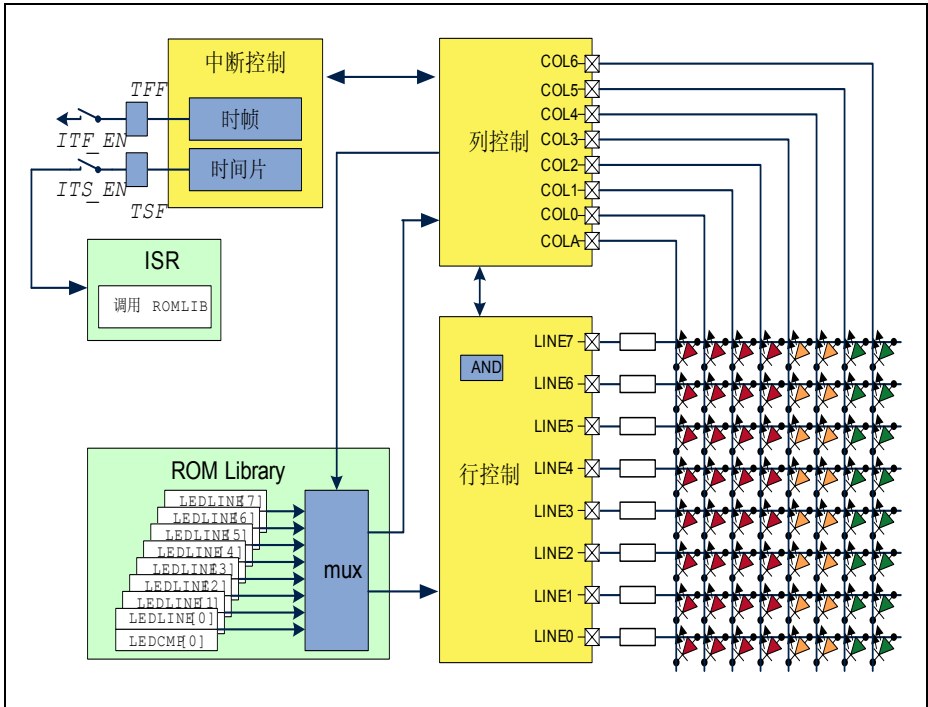 中断控制
时帧
时间片
TFF
ITF_EN
ITS_EN
TSF
ISR
调用 ROMLIB
列控制
COL6
COL5
COL4
COL3
COL2
COL1
COL0
COLA
行控制
AND
LINE7
LINE6
LINE5
LINE4
LINE3
LINE2
LINE1
LINE0
ROM Library
LEDLINE[7]
LEDLINE[6]
LEDLINE[5]
LEDLINE[4]
LEDLINE[3]
LEDLINE[2]
LEDLINE[1]
LEDLINE[0]
LEDCMP[0]
mux